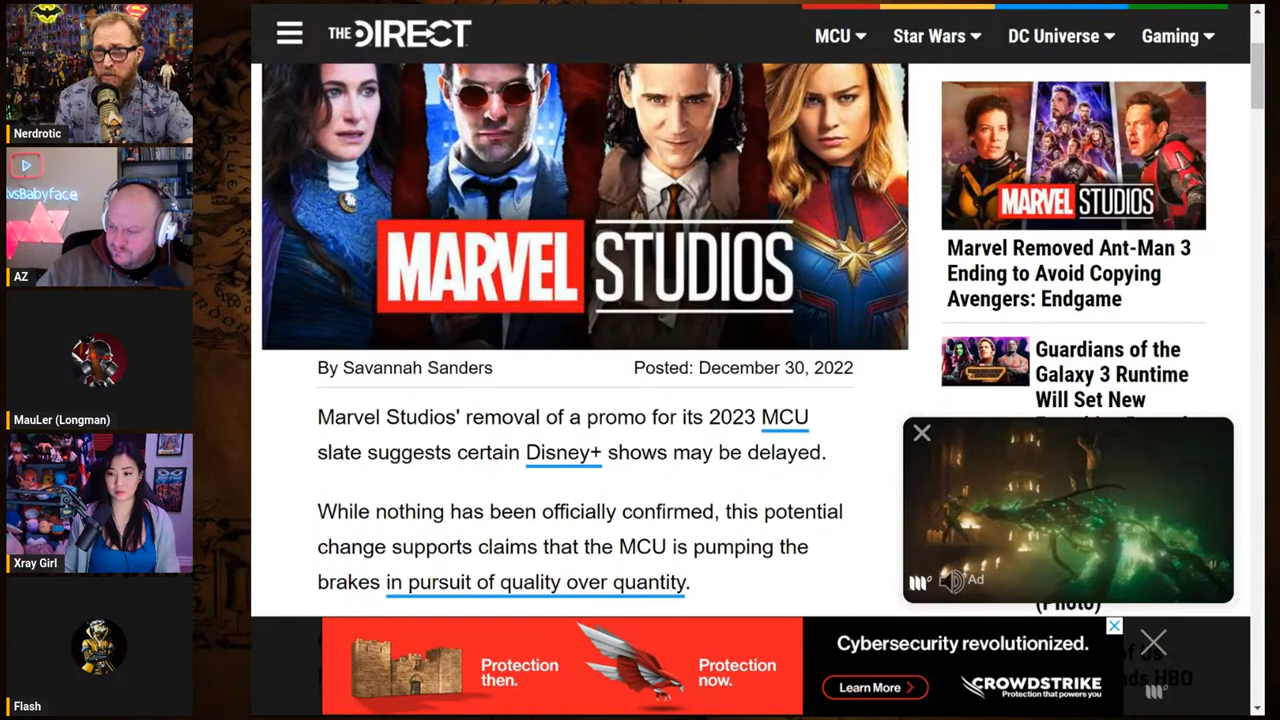 Nerdrotic
vsBabyface
AZ
MauLer (Longman)
Xray Girl
Flash
THE DIRECT
MCU
Star Wars
DC Universe
Gaming
MARVEL STUDIOS
By Savannah Sanders
Posted: December 30, 2022
Marvel Studios' removal of a promo for its 2023 MCU
slate suggests certain Disney+ shows may be delayed.
While nothing has been officially confirmed, this potential
change supports claims that the MCU is pumping the
brakes in pursuit of quality over quantity.
MARVEL STUDIOS
Marvel Removed Ant-Man 3
Ending to Avoid Copying
Avengers: Endgame
Guardians of the
Galaxy 3 Runtime
Will Set New
Ad
(Photo)
Protection
then.
Protection
now.
Cybersecurity revolutionized.
Learn More
CROWDSTRIKE
Protection that powers you
of us
HBO